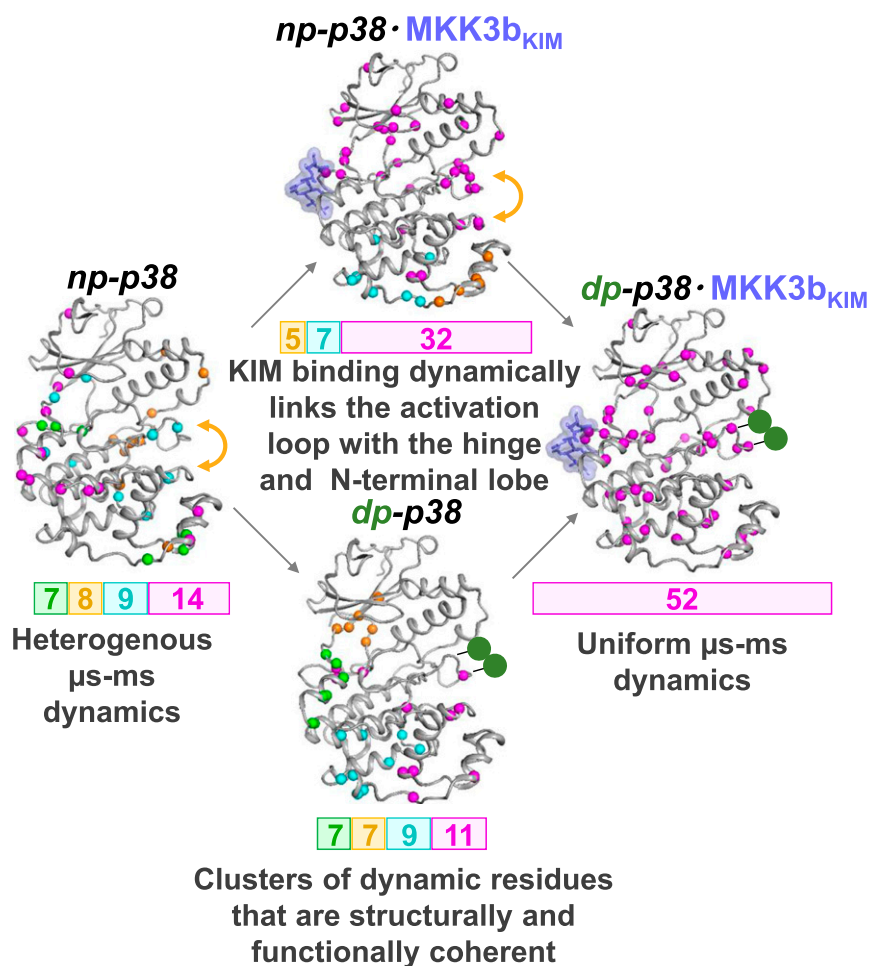 np-p38· MKK3bKIM
5 7 32
KIM binding dynamically
links the activation
loop with the hinge
and N-terminal lobe
np-p38
7 8 9 14
Heterogenous
µs-ms
dynamics
dp-p38
7 7 9 11
Clusters of dynamic residues
that are structurally and
functionally coherent
dp-p38· MKK3bKIM
52
Uniform µs-ms
dynamics